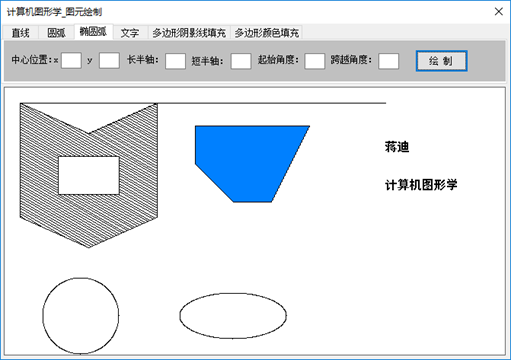 计算机图形学_图元绘制
直线 圆弧 椭圆弧 文字 多边形阴影线填充 多边形颜色填充
中心位置:x y 长半轴: 短半轴: 起始角度: 跨越角度: 绘 制
蒋迪
计算机图形学